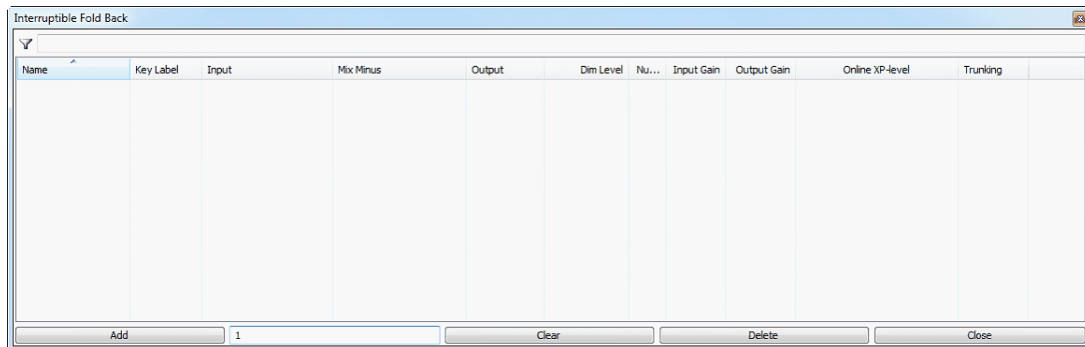 Interruptible Fold Back
Name Key Label Input Mix Minus Output Dim Level Nu... Input Gain Output Gain Online XP-level Trunking
Add 1 Clear Delete Close